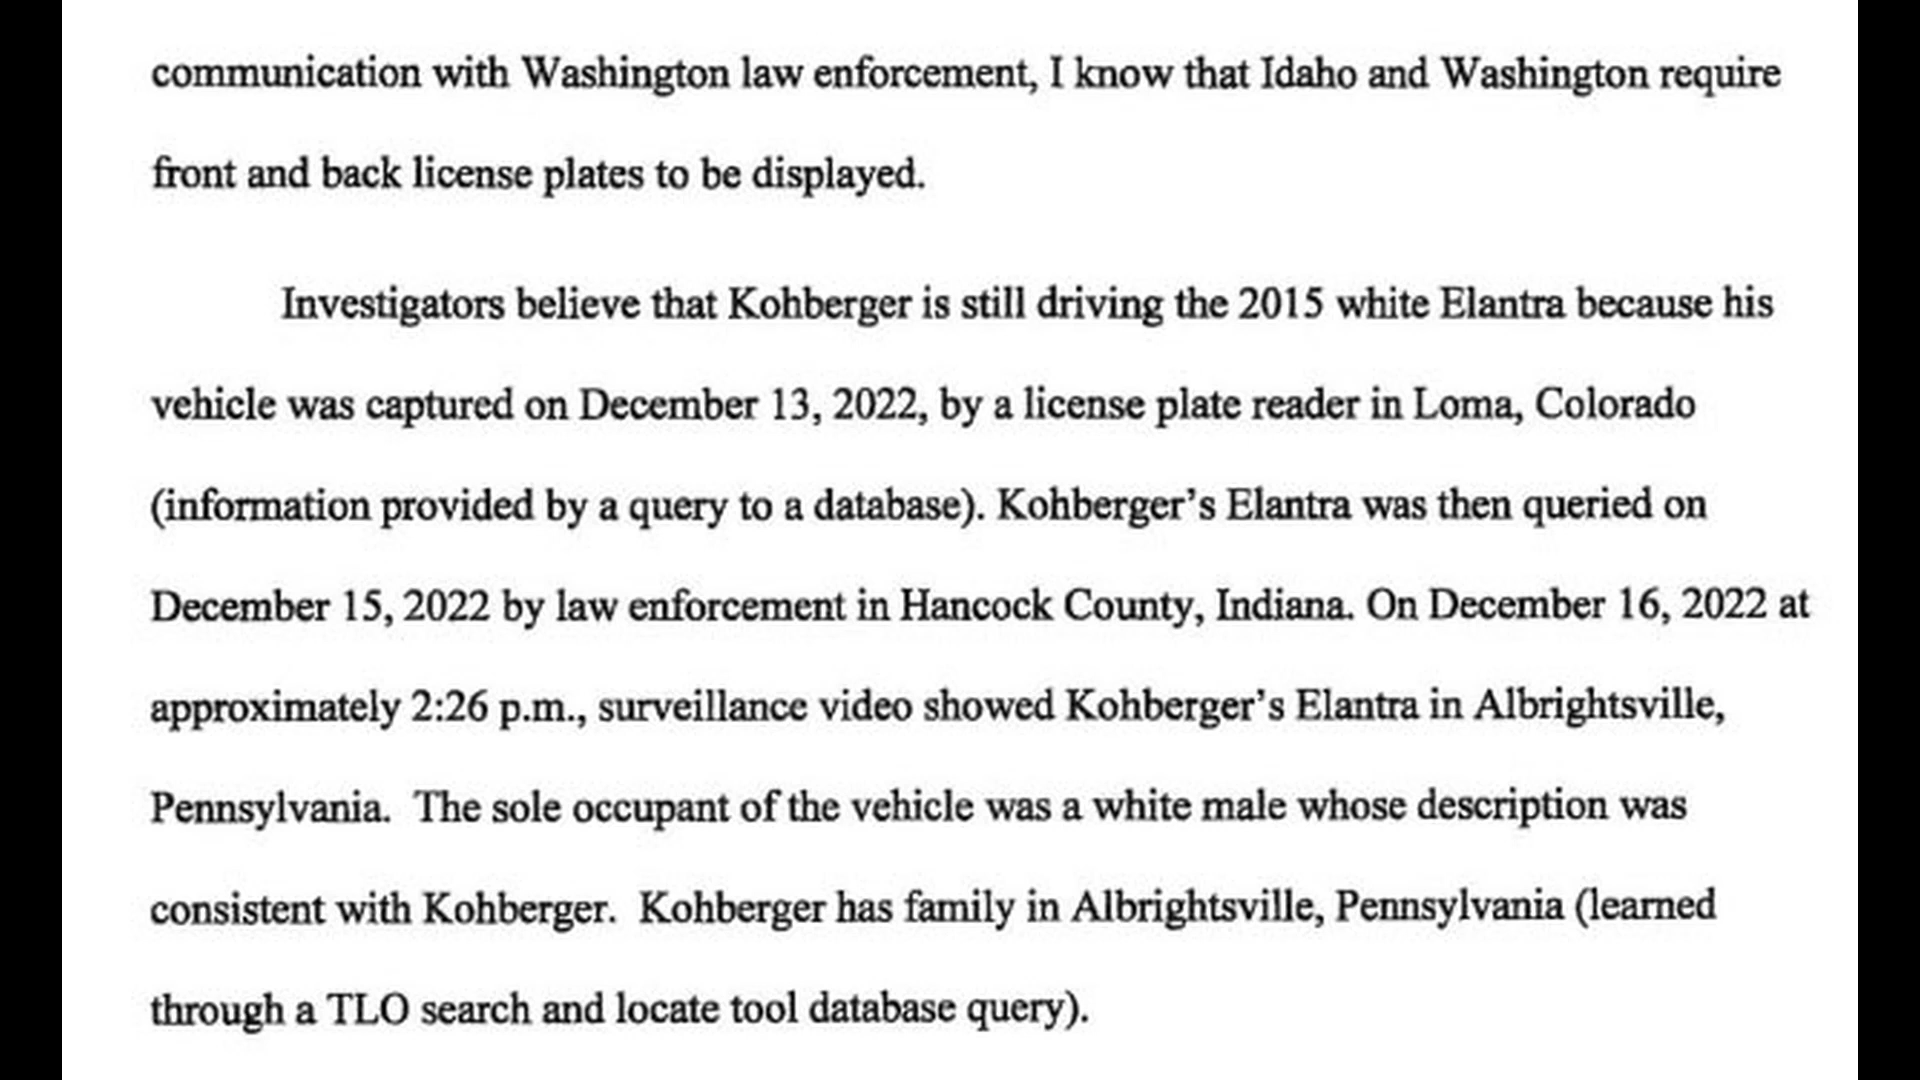 communication with Washington law enforcement, I know that Idaho and Washington require
front and back license plates to be displayed.
Investigators believe that Kohberger is still driving the 2015 white Elantra because his
vehicle was captured on December 13, 2022, by a license plate reader in Loma, Colorado
(information provided by a query to a database). Kohberger's Elantra was then queried on
December 15, 2022 by law enforcement in Hancock County, Indiana. On December 16, 2022 at
approximately 2:26 p.m., surveillance video showed Kohberger's Elantra in Albrightsville,
Pennsylvania.  The sole occupant of the vehicle was a white male whose description was
consistent with Kohberger.  Kohberger has family in Albrightsville, Pennsylvania (learned
through a TLO search and locate tool database query).